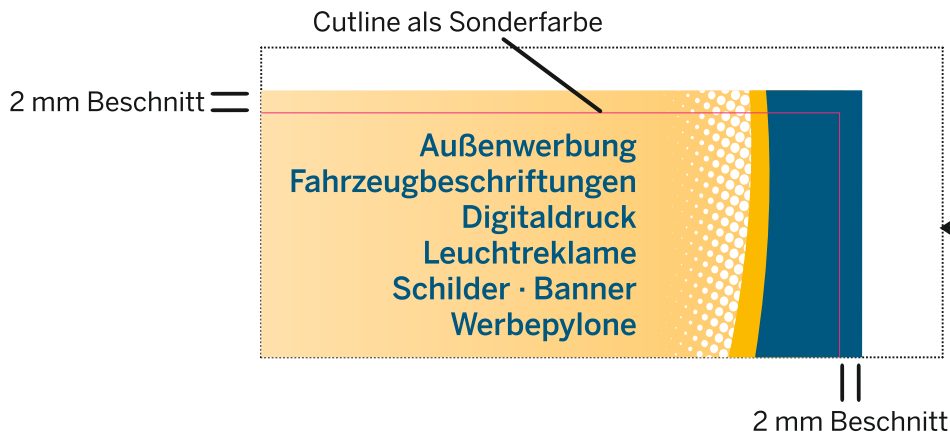 Cutline als Sonderfarbe
2 mm Beschnitt
Außenwerbung
Fahrzeugbeschriftungen
Digitaldruck
Leuchtreklame
Schilder · Banner
Werbepylone
2 mm Beschnitt